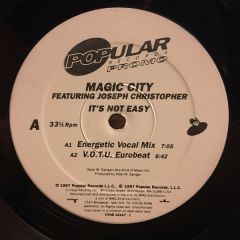 POPULAR
RECORDS
PROMO
MAGIC CITY
FEATURING JOSEPH CHRISTOPHER
IT'S NOT EASY
A
33⅓ Rpm
A1 Energetic Vocal Mix 7:05
A2 V.O.T.U. Eurobeat 6:42
Produced by Noel W. Sanger
℗ 1997 Popular Records L.L.C. © 1997 Popular Records, L.L.C.